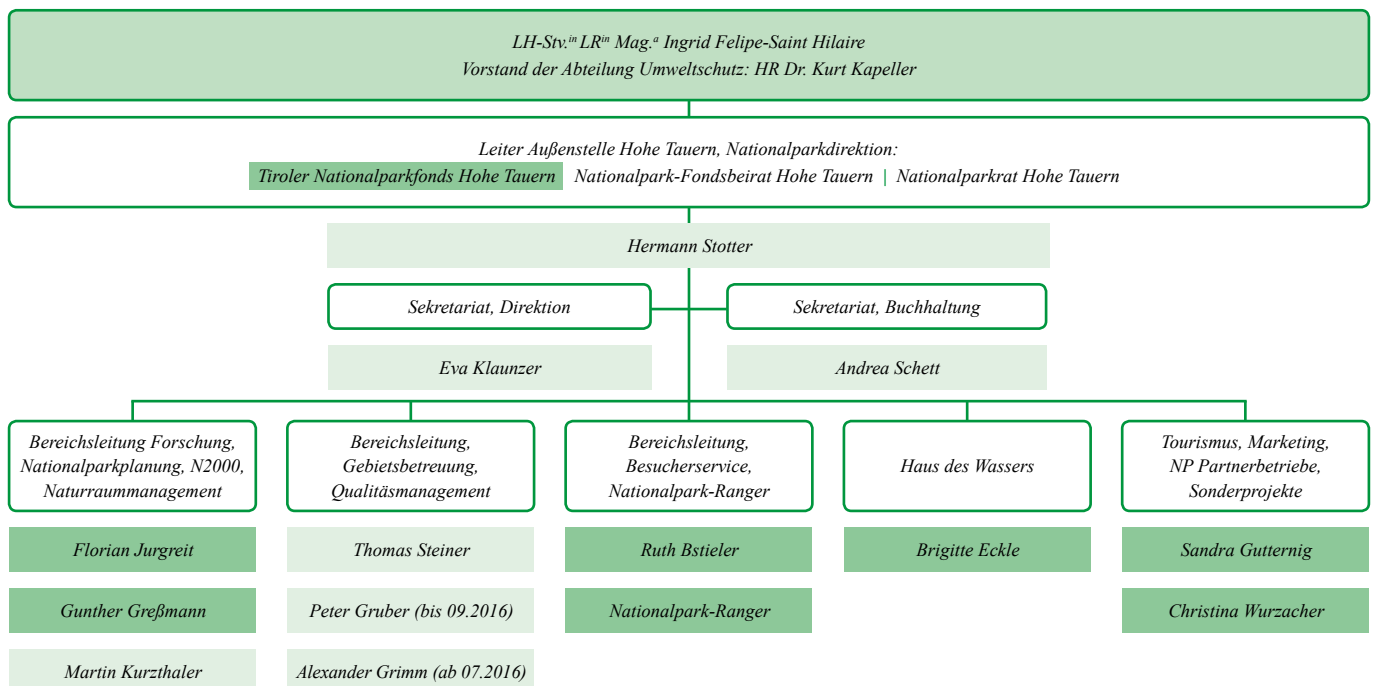 LH-Stv.ⁱⁿ LRⁱⁿ Mag.ᵃ Ingrid Felipe-Saint Hilaire
Vorstand der Abteilung Umweltschutz: HR Dr. Kurt Kapeller
Leiter Außenstelle Hohe Tauern, Nationalparkdirektion:
Tiroler Nationalparkfonds Hohe Tauern Nationalpark-Fondsbeirat Hohe Tauern | Nationalparkrat Hohe Tauern
Hermann Stotter
Sekretariat, Direktion
Eva Klaunzer
Sekretariat, Buchhaltung
Andrea Schett
Bereichsleitung Forschung,
Nationalparkplanung, N2000,
Naturraummanagement
Florian Jurgreit
Gunther Greßmann
Martin Kurzthaler
Bereichsleitung,
Gebietsbetreuung,
Qualitäsmanagement
Thomas Steiner
Peter Gruber (bis 09.2016)
Alexander Grimm (ab 07.2016)
Bereichsleitung,
Besucherservice,
Nationalpark-Ranger
Ruth Bstieler
Nationalpark-Ranger
Haus des Wassers
Brigitte Eckle
Tourismus, Marketing,
NP Partnerbetriebe,
Sonderprojekte
Sandra Gutternig
Christina Wurzacher